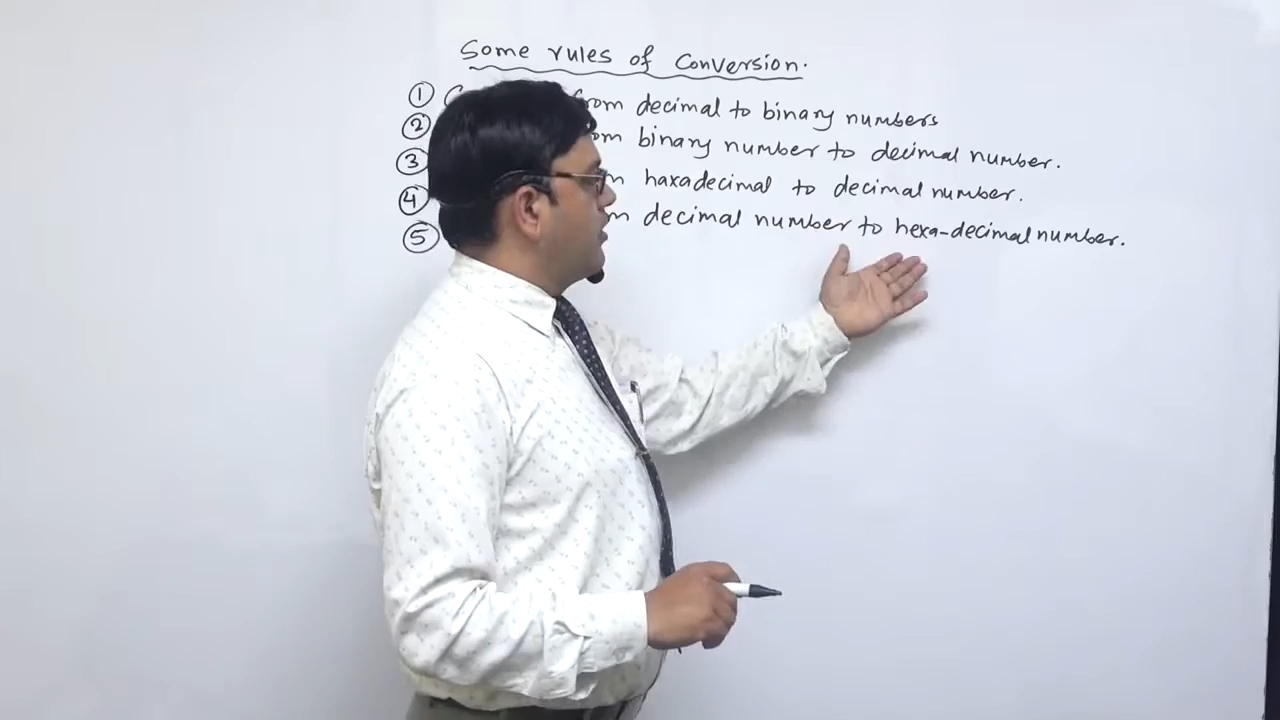 Some rules of Conversion.
① from decimal to binary numbers
② binary number to decimal number.
③ haxadecimal to decimal number.
④ decimal number to hexa-decimal number.
⑤